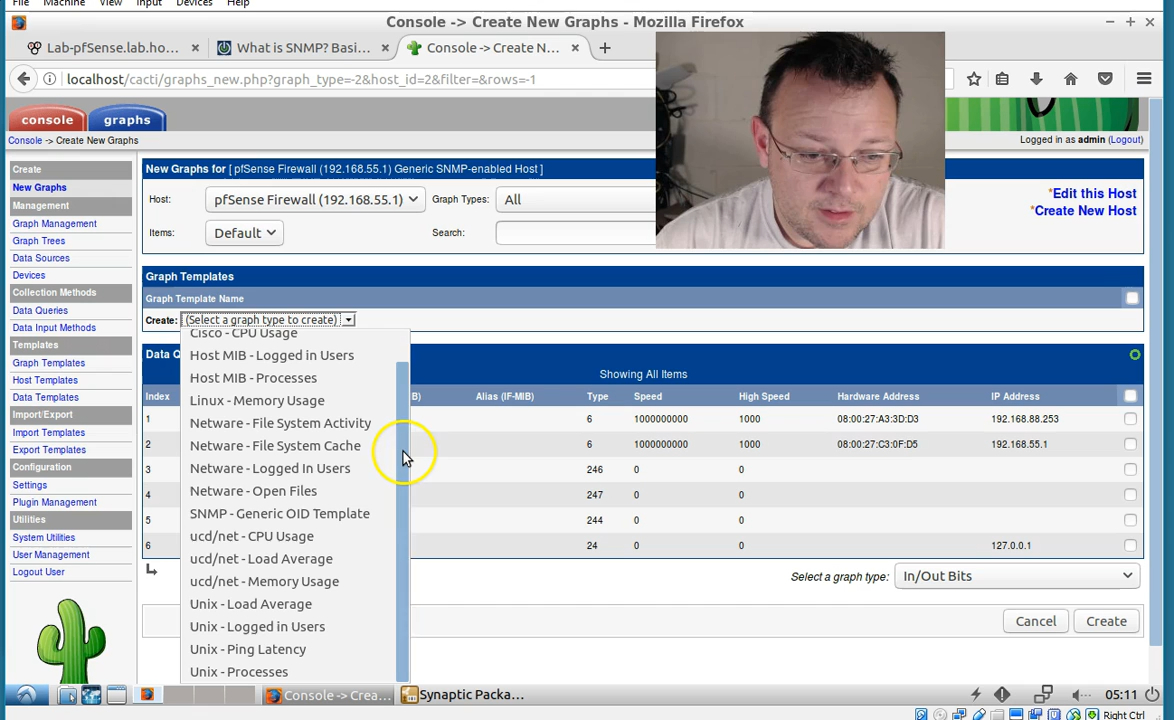 File Machine View Input Devices Help
Console -> Create New Graphs - Mozilla Firefox
Lab-pfSense.lab.ho... × What is SNMP? Basi... × Console -> Create N... ×
localhost/cacti/graphs_new.php?graph_type=-2&host_id=2&filter=&rows=-1
console graphs
Console -> Create New Graphs
Logged in as admin (Logout)
Create
New Graphs
Management
Graph Management
Graph Trees
Data Sources
Devices
Collection Methods
Data Queries
Data Input Methods
Templates
Graph Templates
Host Templates
Data Templates
Import/Export
Import Templates
Export Templates
Configuration
Settings
Plugin Management
Utilities
System Utilities
User Management
Logout User
New Graphs for [ pfSense Firewall (192.168.55.1) Generic SNMP-enabled Host ]
Host: pfSense Firewall (192.168.55.1) Graph Types: All
*Edit this Host
*Create New Host
Items: Default Search:
Graph Templates
Graph Template Name
Create: (Select a graph type to create)
Cisco - CPU Usage
Host MIB - Logged in Users
Host MIB - Processes
Linux - Memory Usage
Netware - File System Activity
Netware - File System Cache
Netware - Logged In Users
Netware - Open Files
SNMP - Generic OID Template
ucd/net - CPU Usage
ucd/net - Load Average
ucd/net - Memory Usage
Unix - Load Average
Unix - Logged in Users
Unix - Ping Latency
Unix - Processes
Data Q
Showing All Items
Index B) Alias (IF-MIB) Type Speed High Speed Hardware Address IP Address
1 6 1000000000 1000 08:00:27:A3:3D:D3 192.168.88.253
2 6 1000000000 1000 08:00:27:C3:0F:D5 192.168.55.1
3 246 0 0
4 247 0 0
5 244 0 0
6 24 0 0 127.0.0.1
Select a graph type: In/Out Bits
Cancel Create
Console -> Crea... Synaptic Packa... 05:11
Right Ctrl